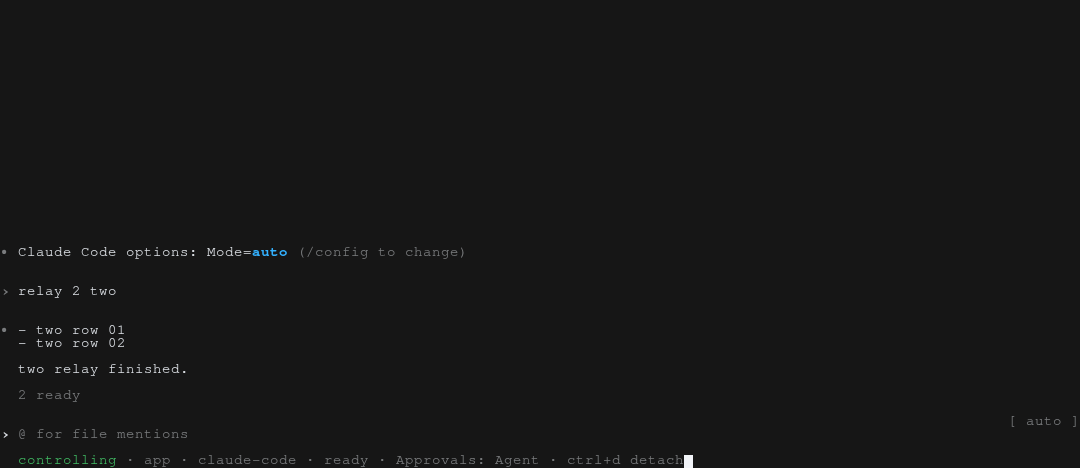 • Claude Code options: Mode=auto (/config to change)
› relay 2 two
• - two row 01
- two row 02
two relay finished.
2 ready
[ auto ]
› @ for file mentions
controlling · app · claude-code · ready · Approvals: Agent · ctrl+d detach